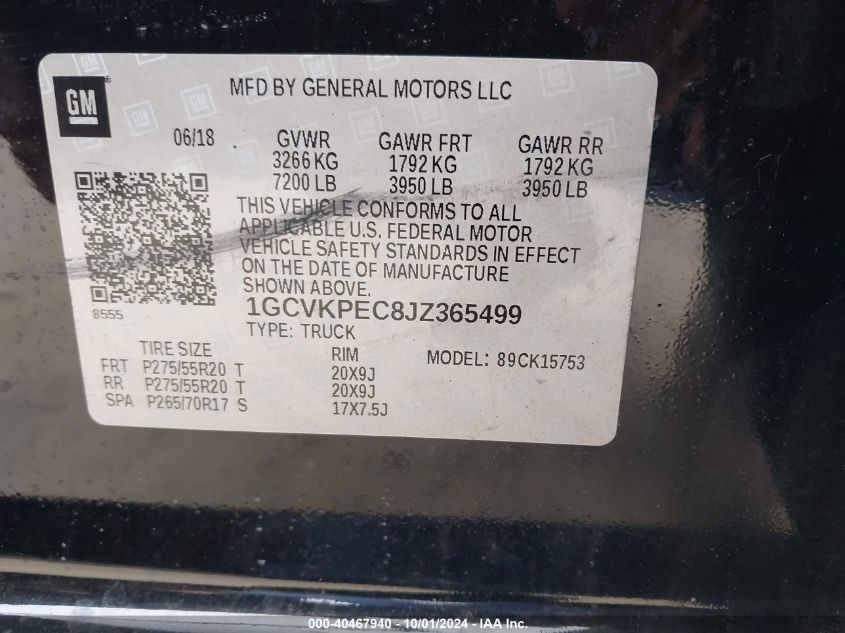 GM
MFD BY GENERAL MOTORS LLC
06/18 GVWR GAWR FRT GAWR RR
3266 KG 1792 KG 1792 KG
7200 LB 3950 LB 3950 LB
THIS VEHICLE CONFORMS TO ALL
APPLICABLE U.S. FEDERAL MOTOR
VEHICLE SAFETY STANDARDS IN EFFECT
ON THE DATE OF MANUFACTURE
SHOWN ABOVE.
8555
1GCVKPEC8JZ365499
TYPE: TRUCK
TIRE SIZE RIM MODEL: 89CK15753
FRT P275/55R20 T 20X9J
RR P275/55R20 T 20X9J
SPA P265/70R17 S 17X7.5J
000-40467940 - 10/01/2024 - IAA Inc.